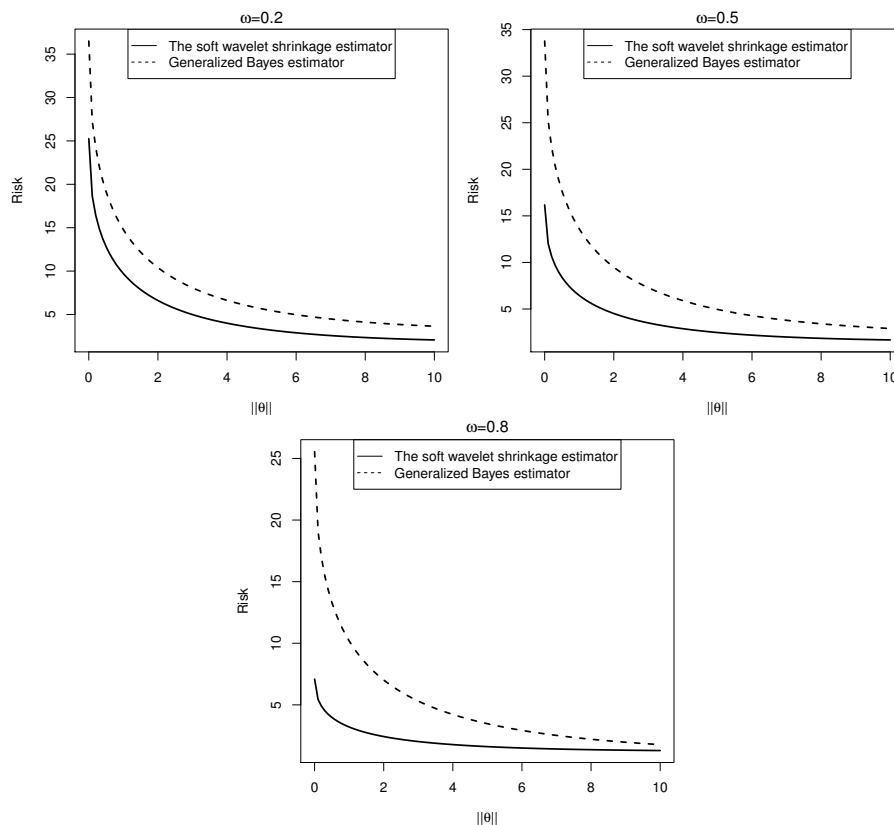 ω=0.2
The soft wavelet shrinkage estimator
Generalized Bayes estimator
Risk
35
30
25
20
15
10
5
0 2 4 6 8 10
||θ||
ω=0.5
The soft wavelet shrinkage estimator
Generalized Bayes estimator
Risk
35
30
25
20
15
10
5
0 2 4 6 8 10
||θ||
ω=0.8
The soft wavelet shrinkage estimator
Generalized Bayes estimator
Risk
25
20
15
10
5
0 2 4 6 8 10
||θ||